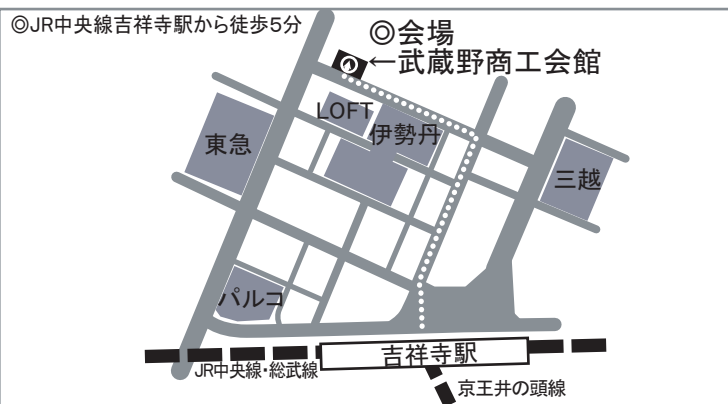 ◎JR中央線吉祥寺駅から徒歩5分
◎会場
←武蔵野商工会館
LOFT
伊勢丹
東急
三越
パルコ
吉祥寺駅
JR中央線・総武線
京王井の頭線